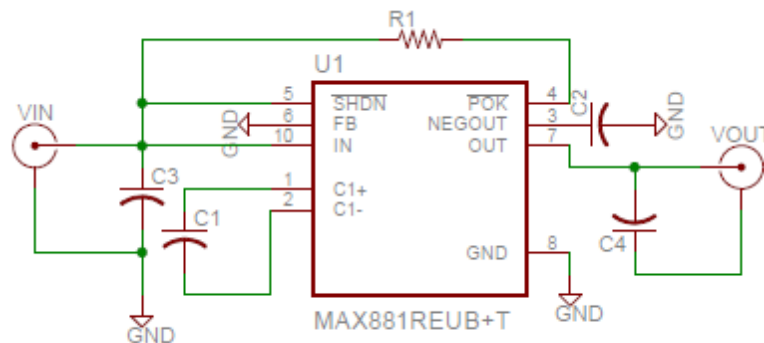 R1
U1
VIN
GND
5
SHDN
POK
4
6
FB
NEGOUT
3
C2
GND
10
IN
OUT
7
VOUT
C3
1
C1+
C1
2
C1-
GND
8
C4
GND
MAX881REUB+T
GND